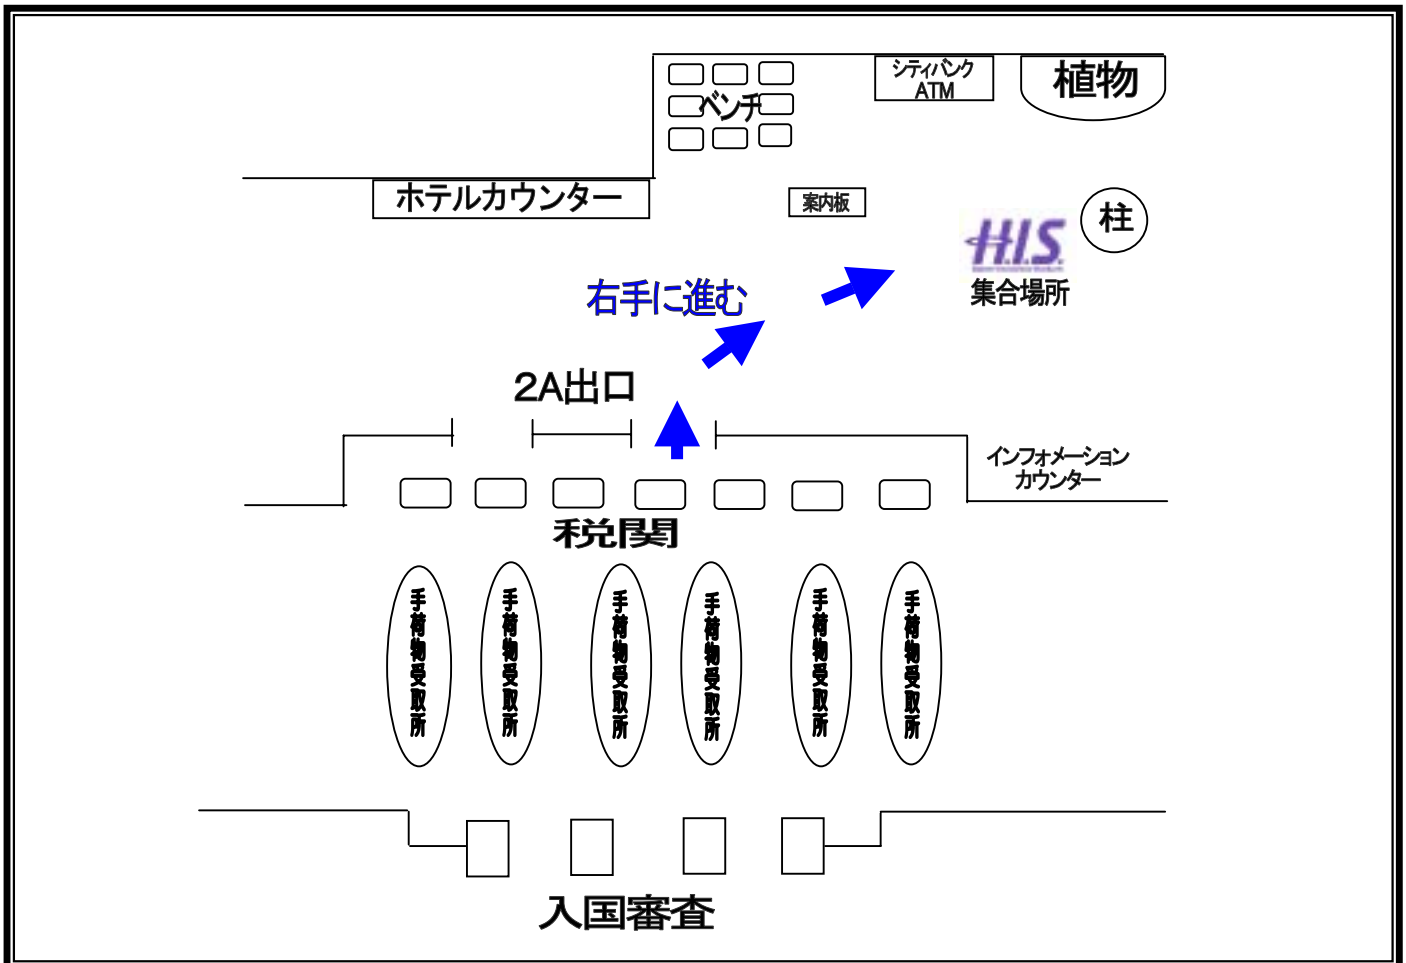 シティバンク
ATM
植物
ベンチ
ホテルカウンター
案内板
柱
H.I.S.
集合場所
右手に進む
2A出口
インフォメーション
カウンター
税関
手荷物受取所
手荷物受取所
手荷物受取所
手荷物受取所
手荷物受取所
手荷物受取所
入国審査